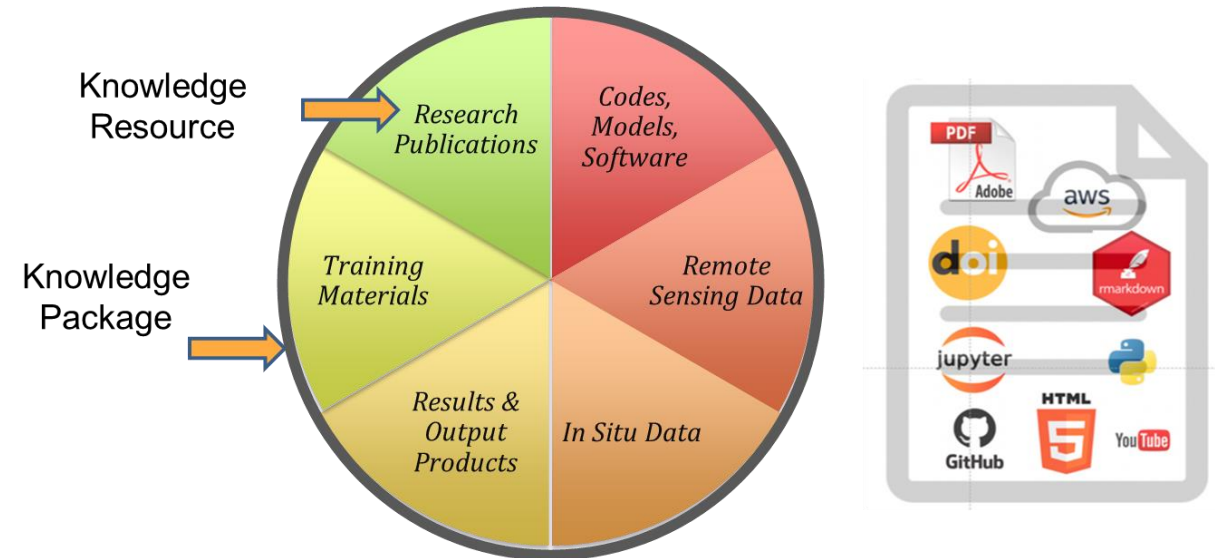 Knowledge
Resource
Knowledge
Package
Research
Publications
Codes,
Models,
Software
Training
Materials
Remote
Sensing Data
Results &
Output
Products
In Situ Data
PDF
Adobe
aws
doi
rmarkdown
jupyter
HTML
5
GitHub
YouTube